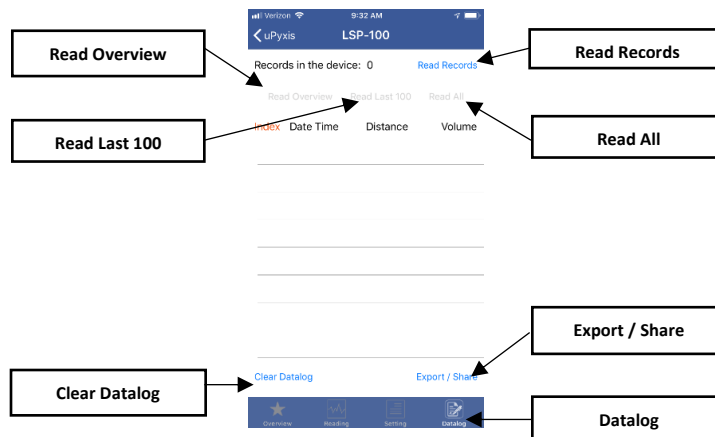 Verizon 9:32 AM
uPyxis LSP-100
Read Overview
Read Records
Records in the device: 0 Read Records
Read Overview Read Last 100 Read All
Read Last 100
Read All
Index Date Time Distance Volume
Export / Share
Clear Datalog Export / Share
Clear Datalog
Overview Reading Setting Datalog
Datalog